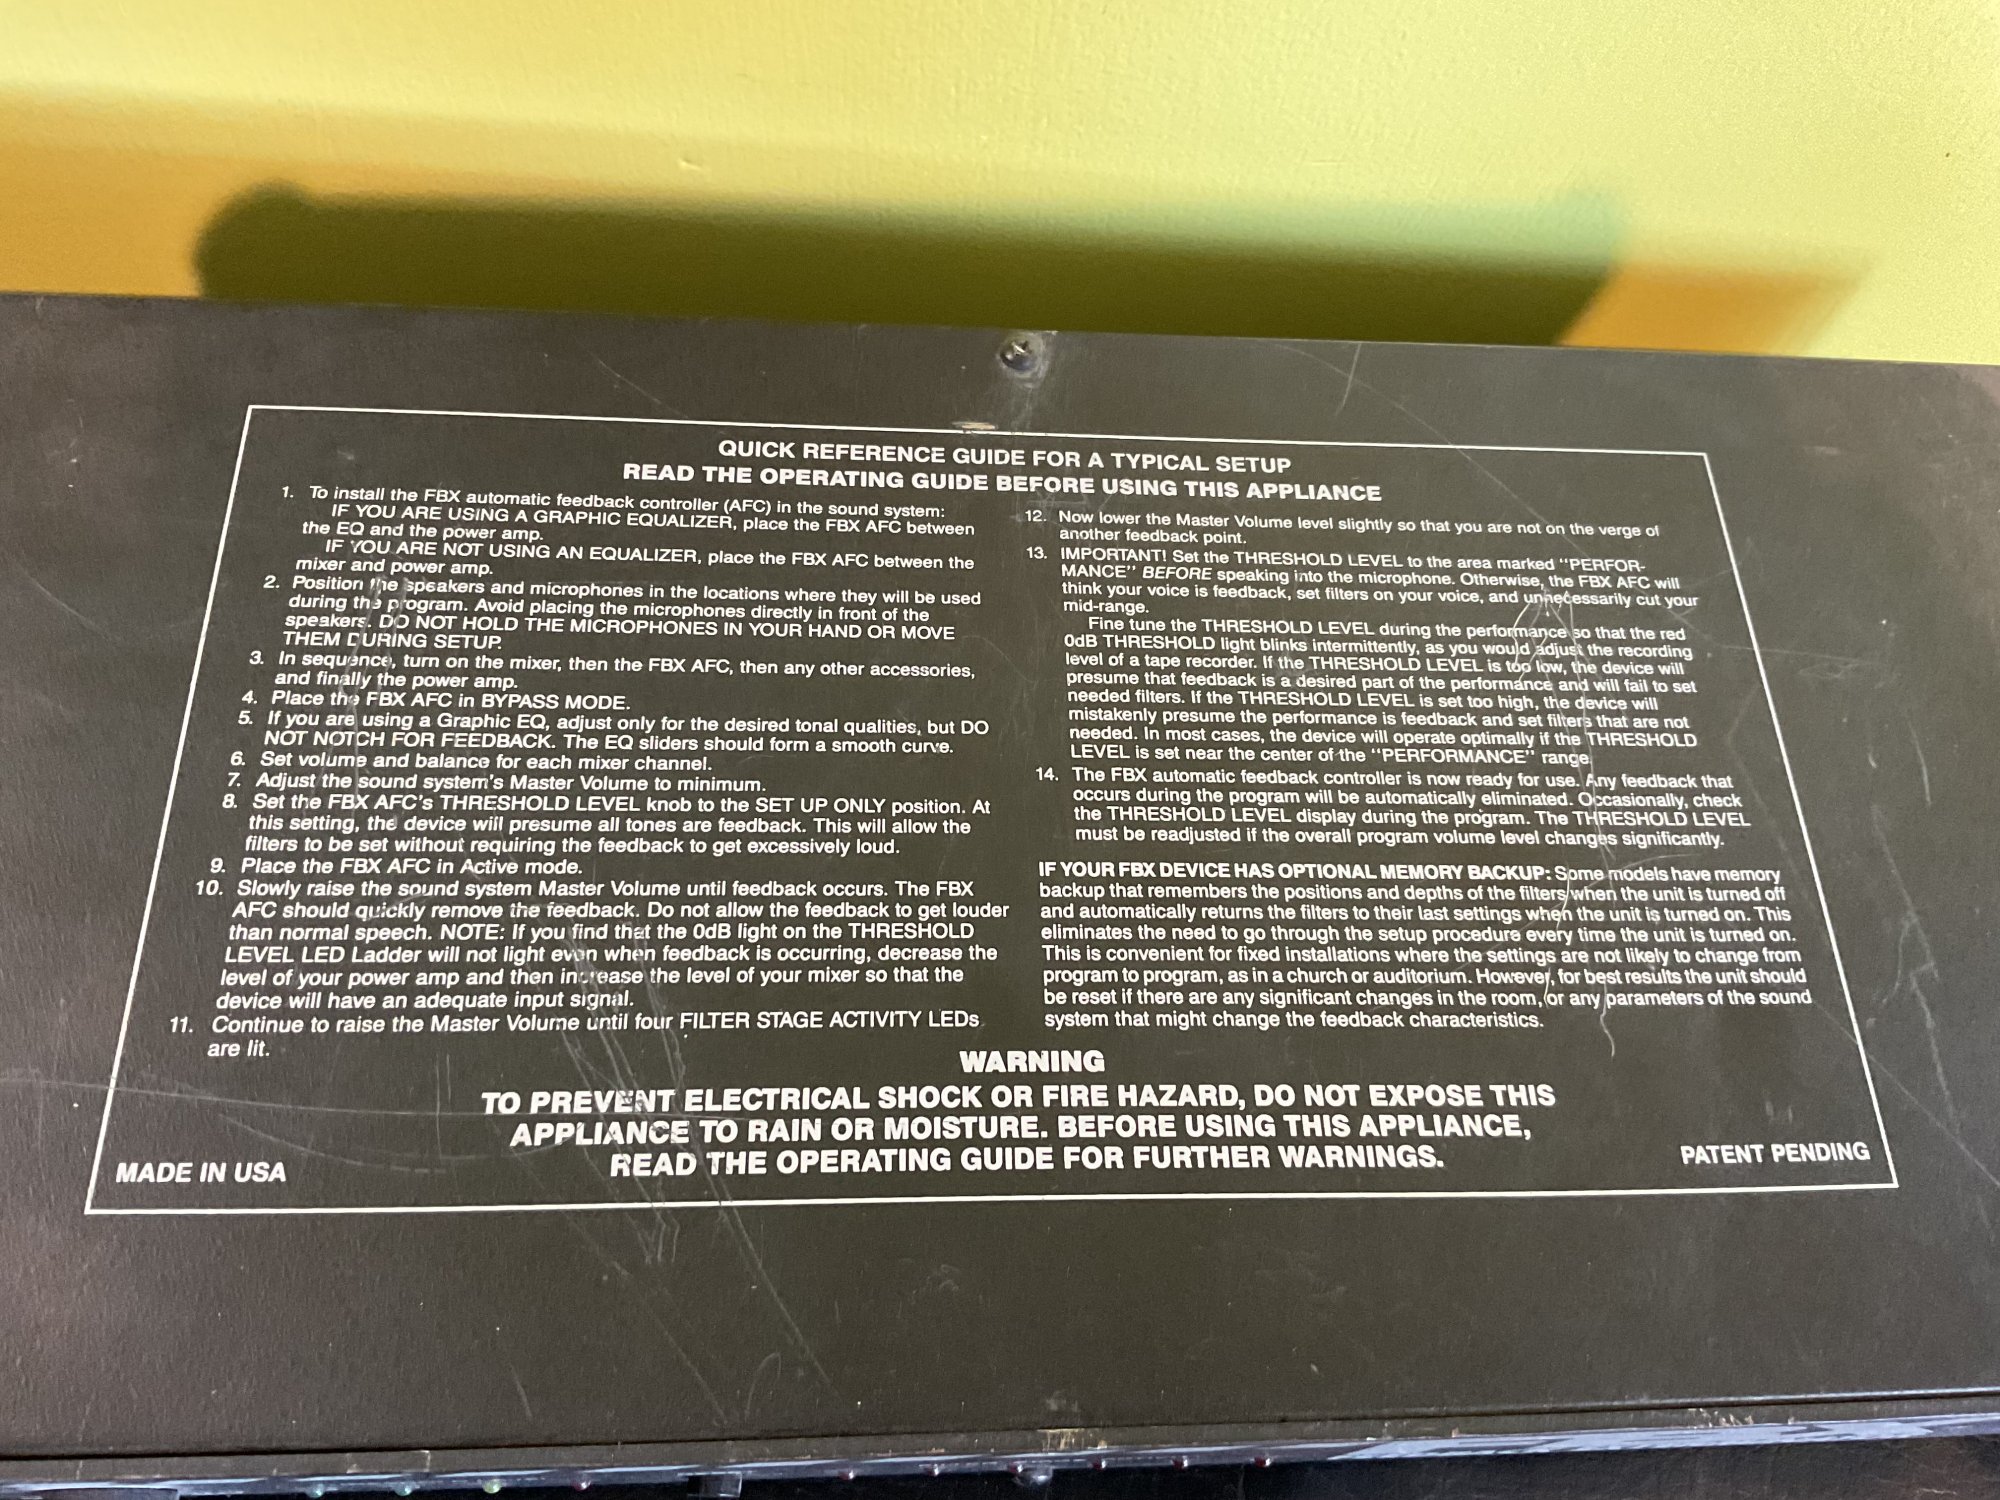 QUICK REFERENCE GUIDE FOR A TYPICAL SETUP
READ THE OPERATING GUIDE BEFORE USING THIS APPLIANCE
1. To install the FBX automatic feedback controller (AFC) in the sound system:
IF YOU ARE USING A GRAPHIC EQUALIZER, place the FBX AFC between
the EQ and the power amp.
IF YOU ARE NOT USING AN EQUALIZER, place the FBX AFC between the
mixer and power amp.
2. Position the speakers and microphones in the locations where they will be used
during the program. Avoid placing the microphones directly in front of the
speakers. DO NOT HOLD THE MICROPHONES IN YOUR HAND OR MOVE
THEM DURING SETUP.
3. In sequence, turn on the mixer, then the FBX AFC, then any other accessories,
and finally the power amp.
4. Place the FBX AFC in BYPASS MODE.
5. If you are using a Graphic EQ, adjust only for the desired tonal qualities, but DO
NOT NOTCH FOR FEEDBACK. The EQ sliders should form a smooth curve.
6. Set volume and balance for each mixer channel.
7. Adjust the sound system's Master Volume to minimum.
8. Set the FBX AFC's THRESHOLD LEVEL knob to the SET UP ONLY position. At
this setting, the device will presume all tones are feedback. This will allow the
filters to be set without requiring the feedback to get excessively loud.
9. Place the FBX AFC in Active mode.
10. Slowly raise the sound system Master Volume until feedback occurs. The FBX
AFC should quickly remove the feedback. Do not allow the feedback to get louder
than normal speech. NOTE: If you find that the 0dB light on the THRESHOLD
LEVEL LED Ladder will not light even when feedback is occurring, decrease the
level of your power amp and then increase the level of your mixer so that the
device will have an adequate input signal.
11. Continue to raise the Master Volume until four FILTER STAGE ACTIVITY LEDs
are lit.
12. Now lower the Master Volume level slightly so that you are not on the verge of
another feedback point.
13. IMPORTANT! Set the THRESHOLD LEVEL to the area marked "PERFOR-
MANCE" BEFORE speaking into the microphone. Otherwise, the FBX AFC will
think your voice is feedback, set filters on your voice, and unnecessarily cut your
mid-range.
Fine tune the THRESHOLD LEVEL during the performance so that the red
0dB THRESHOLD light blinks intermittently, as you would adjust the recording
level of a tape recorder. If the THRESHOLD LEVEL is too low, the device will
presume that feedback is a desired part of the performance and will fail to set
needed filters. If the THRESHOLD LEVEL is set too high, the device will
mistakenly presume the performance is feedback and set filters that are not
needed. In most cases, the device will operate optimally if the THRESHOLD
LEVEL is set near the center of the "PERFORMANCE" range.
14. The FBX automatic feedback controller is now ready for use. Any feedback that
occurs during the program will be automatically eliminated. Occasionally, check
the THRESHOLD LEVEL display during the program. The THRESHOLD LEVEL
must be readjusted if the overall program volume level changes significantly.
IF YOUR FBX DEVICE HAS OPTIONAL MEMORY BACKUP: Some models have memory
backup that remembers the positions and depths of the filters when the unit is turned off
and automatically returns the filters to their last settings when the unit is turned on. This
eliminates the need to go through the setup procedure every time the unit is turned on.
This is convenient for fixed installations where the settings are not likely to change from
program to program, as in a church or auditorium. However, for best results the unit should
be reset if there are any significant changes in the room, or any parameters of the sound
system that might change the feedback characteristics.
WARNING
TO PREVENT ELECTRICAL SHOCK OR FIRE HAZARD, DO NOT EXPOSE THIS
APPLIANCE TO RAIN OR MOISTURE. BEFORE USING THIS APPLIANCE,
READ THE OPERATING GUIDE FOR FURTHER WARNINGS.
MADE IN USA
PATENT PENDING